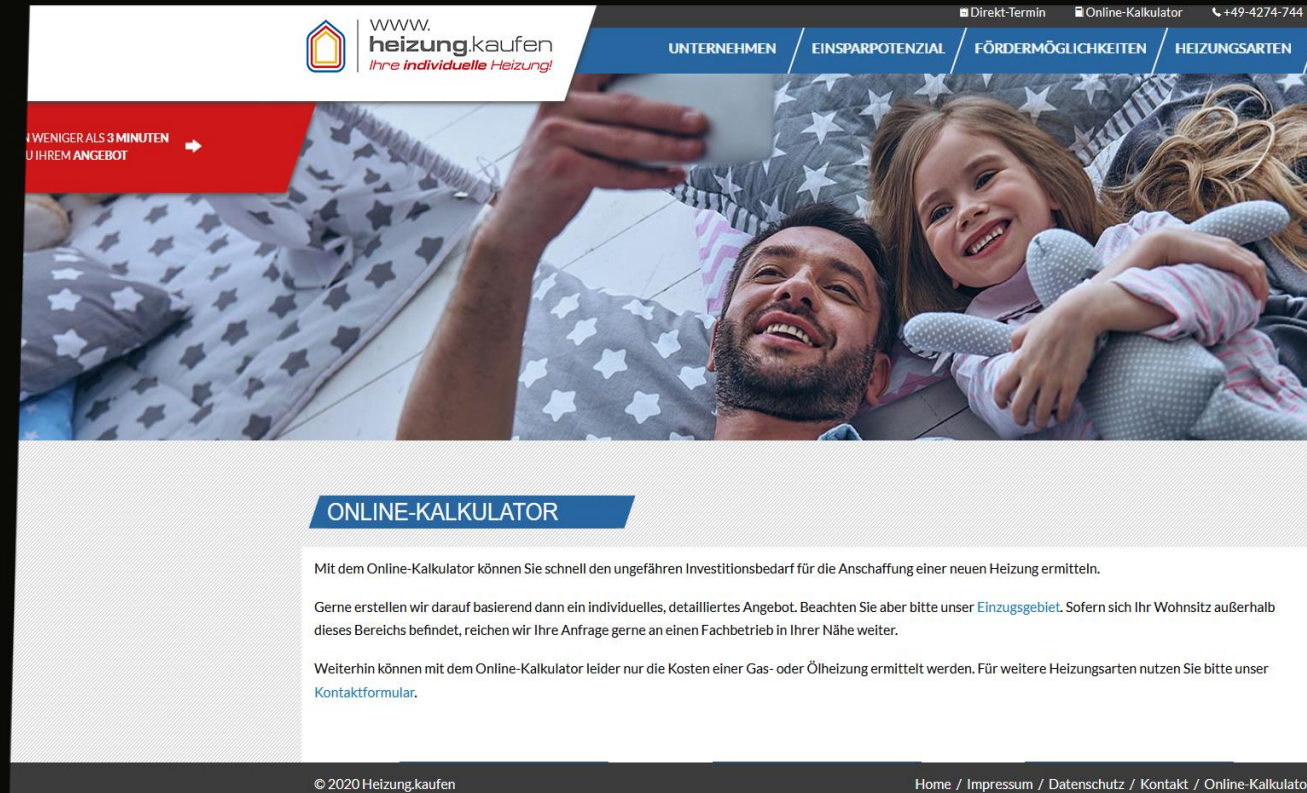 Direkt-Termin Online-Kalkulator +49-4274-744
www.
heizung.kaufen
Ihre individuelle Heizung!
UNTERNEHMEN / EINSPARPOTENZIAL / FÖRDERMÖGLICHKEITEN / HEIZUNGSARTEN
WENIGER ALS 3 MINUTEN
U IHREM ANGEBOT
ONLINE-KALKULATOR
Mit dem Online-Kalkulator können Sie schnell den ungefähren Investitionsbedarf für die Anschaffung einer neuen Heizung ermitteln.
Gerne erstellen wir darauf basierend dann ein individuelles, detailliertes Angebot. Beachten Sie aber bitte unser Einzugsgebiet. Sofern sich Ihr Wohnsitz außerhalb
dieses Bereichs befindet, reichen wir Ihre Anfrage gerne an einen Fachbetrieb in Ihrer Nähe weiter.
Weiterhin können mit dem Online-Kalkulator leider nur die Kosten einer Gas- oder Ölheizung ermittelt werden. Für weitere Heizungsarten nutzen Sie bitte unser
Kontaktformular.
© 2020 Heizung.kaufen
Home / Impressum / Datenschutz / Kontakt / Online-Kalkulato